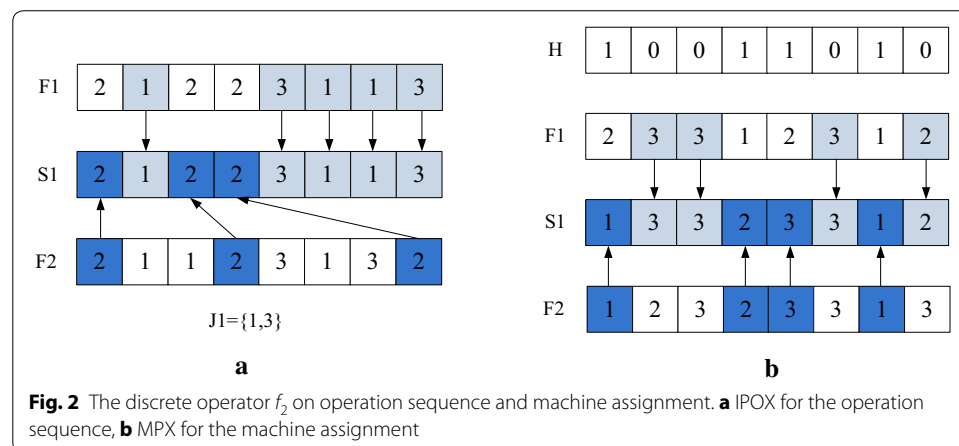 F1 2 1 2 2 3 1 1 3
S1 2 1 2 2 3 1 1 3
F2 2 1 1 2 3 1 3 2
J1={1,3}
a
H 1 0 0 1 1 0 1 0
F1 2 3 3 1 2 3 1 2
S1 1 3 3 2 3 3 1 2
F2 1 2 3 2 3 3 1 3
b
Fig. 2 The discrete operator f2 on operation sequence and machine assignment. a IPOX for the operation
sequence, b MPX for the machine assignment